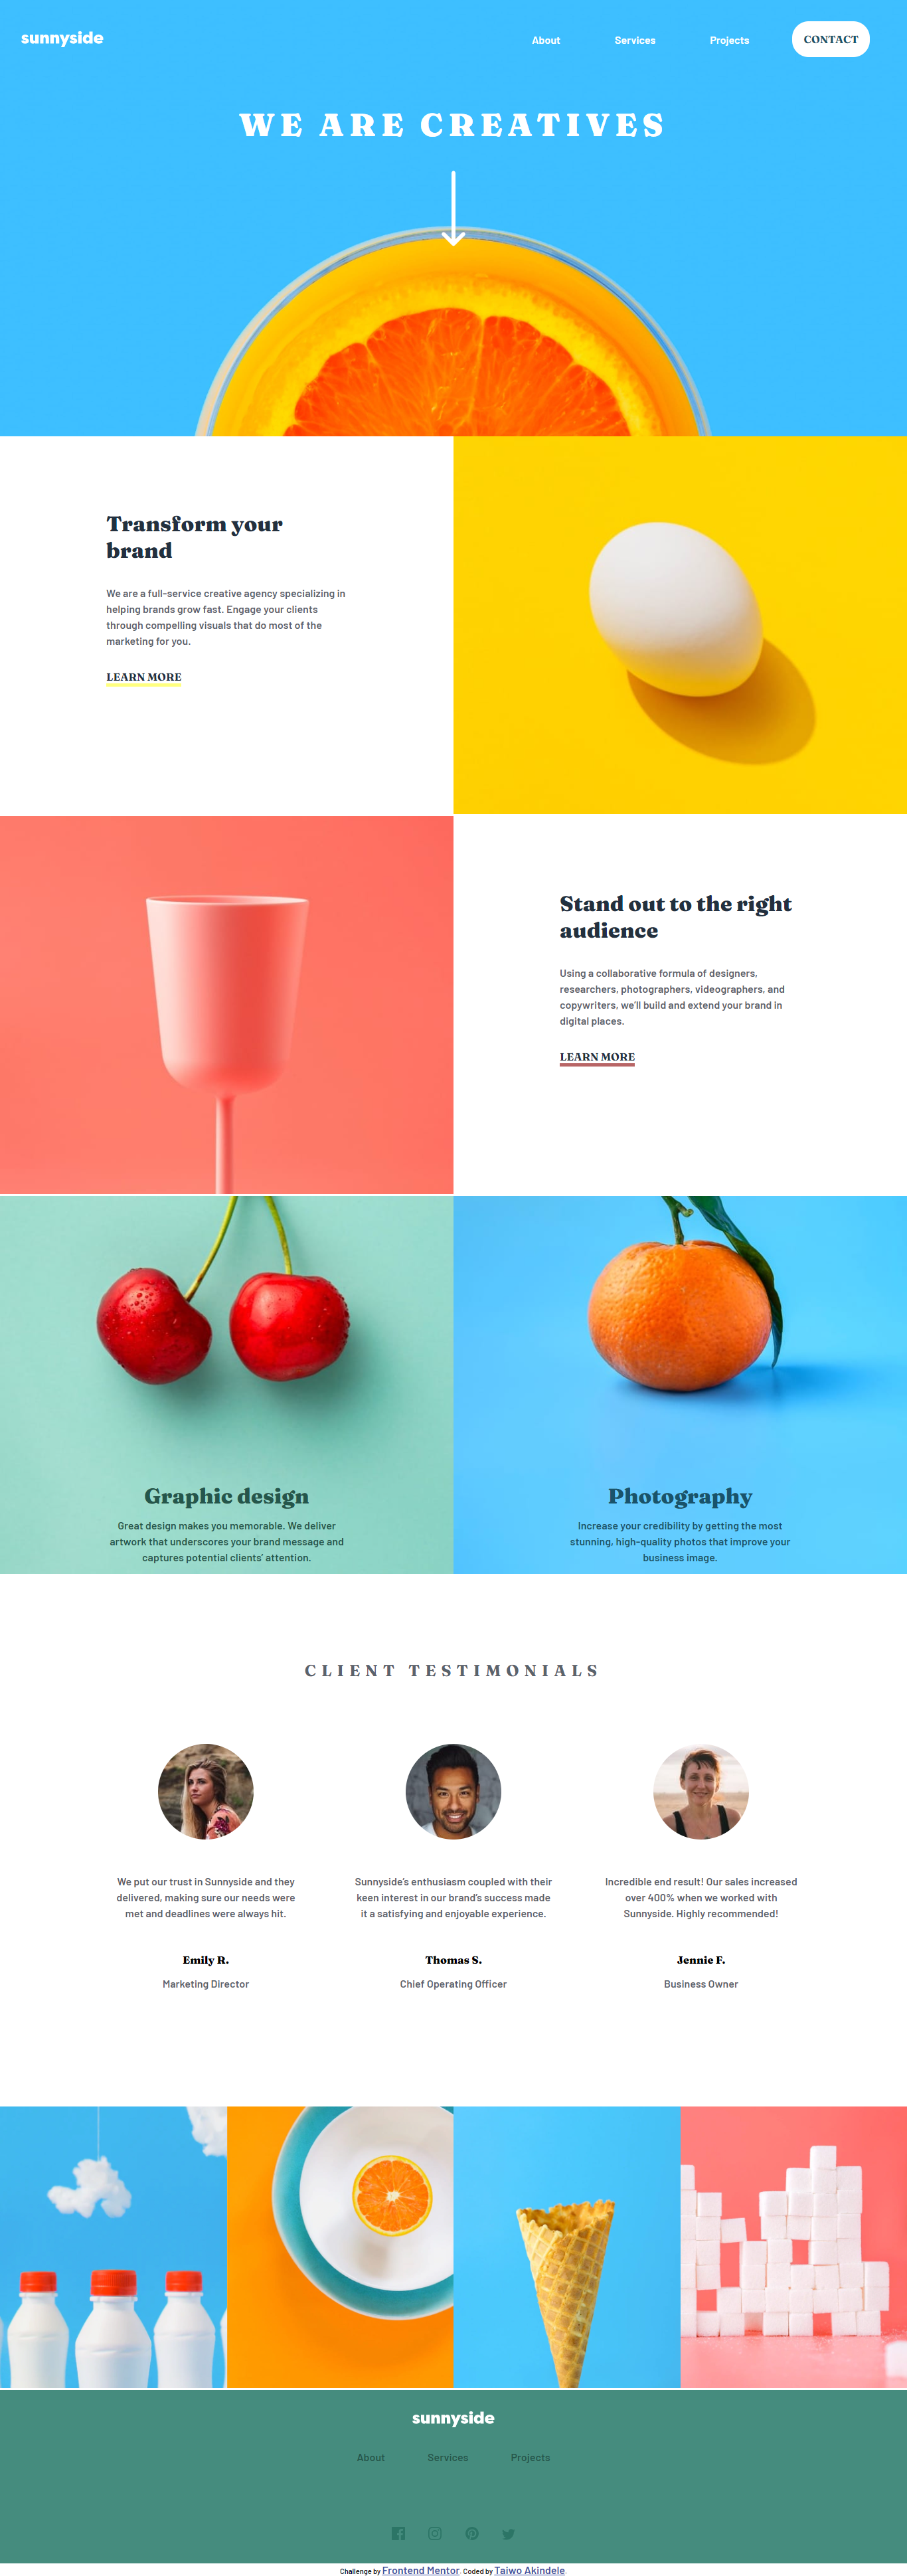 sunnyside
About Services Projects CONTACT
WE ARE CREATIVES
Transform your
brand
We are a full-service creative agency specializing in
helping brands grow fast. Engage your clients
through compelling visuals that do most of the
marketing for you.
LEARN MORE
Stand out to the right
audience
Using a collaborative formula of designers,
researchers, photographers, videographers, and
copywriters, we'll build and extend your brand in
digital places.
LEARN MORE
Graphic design
Great design makes you memorable. We deliver
artwork that underscores your brand message and
captures potential clients' attention.
Photography
Increase your credibility by getting the most
stunning, high-quality photos that improve your
business image.
CLIENT TESTIMONIALS
We put our trust in Sunnyside and they
delivered, making sure our needs were
met and deadlines were always hit.
Emily R.
Marketing Director
Sunnyside's enthusiasm coupled with their
keen interest in our brand's success made
it a satisfying and enjoyable experience.
Thomas S.
Chief Operating Officer
Incredible end result! Our sales increased
over 400% when we worked with
Sunnyside. Highly recommended!
Jennie F.
Business Owner
sunnyside
About Services Projects
Challenge by Frontend Mentor. Coded by Taiwo Akindele.